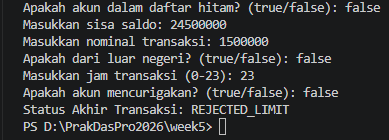 Apakah akun dalam daftar hitam? (true/false): false
Masukkan sisa saldo: 24500000
Masukkan nominal transaksi: 1500000
Apakah dari luar negeri? (true/false): false
Masukkan jam transaksi (0-23): 23
Apakah akun mencurigakan? (true/false): false
Status Akhir Transaksi: REJECTED_LIMIT
PS D:\PrakDasPro2026\week5>